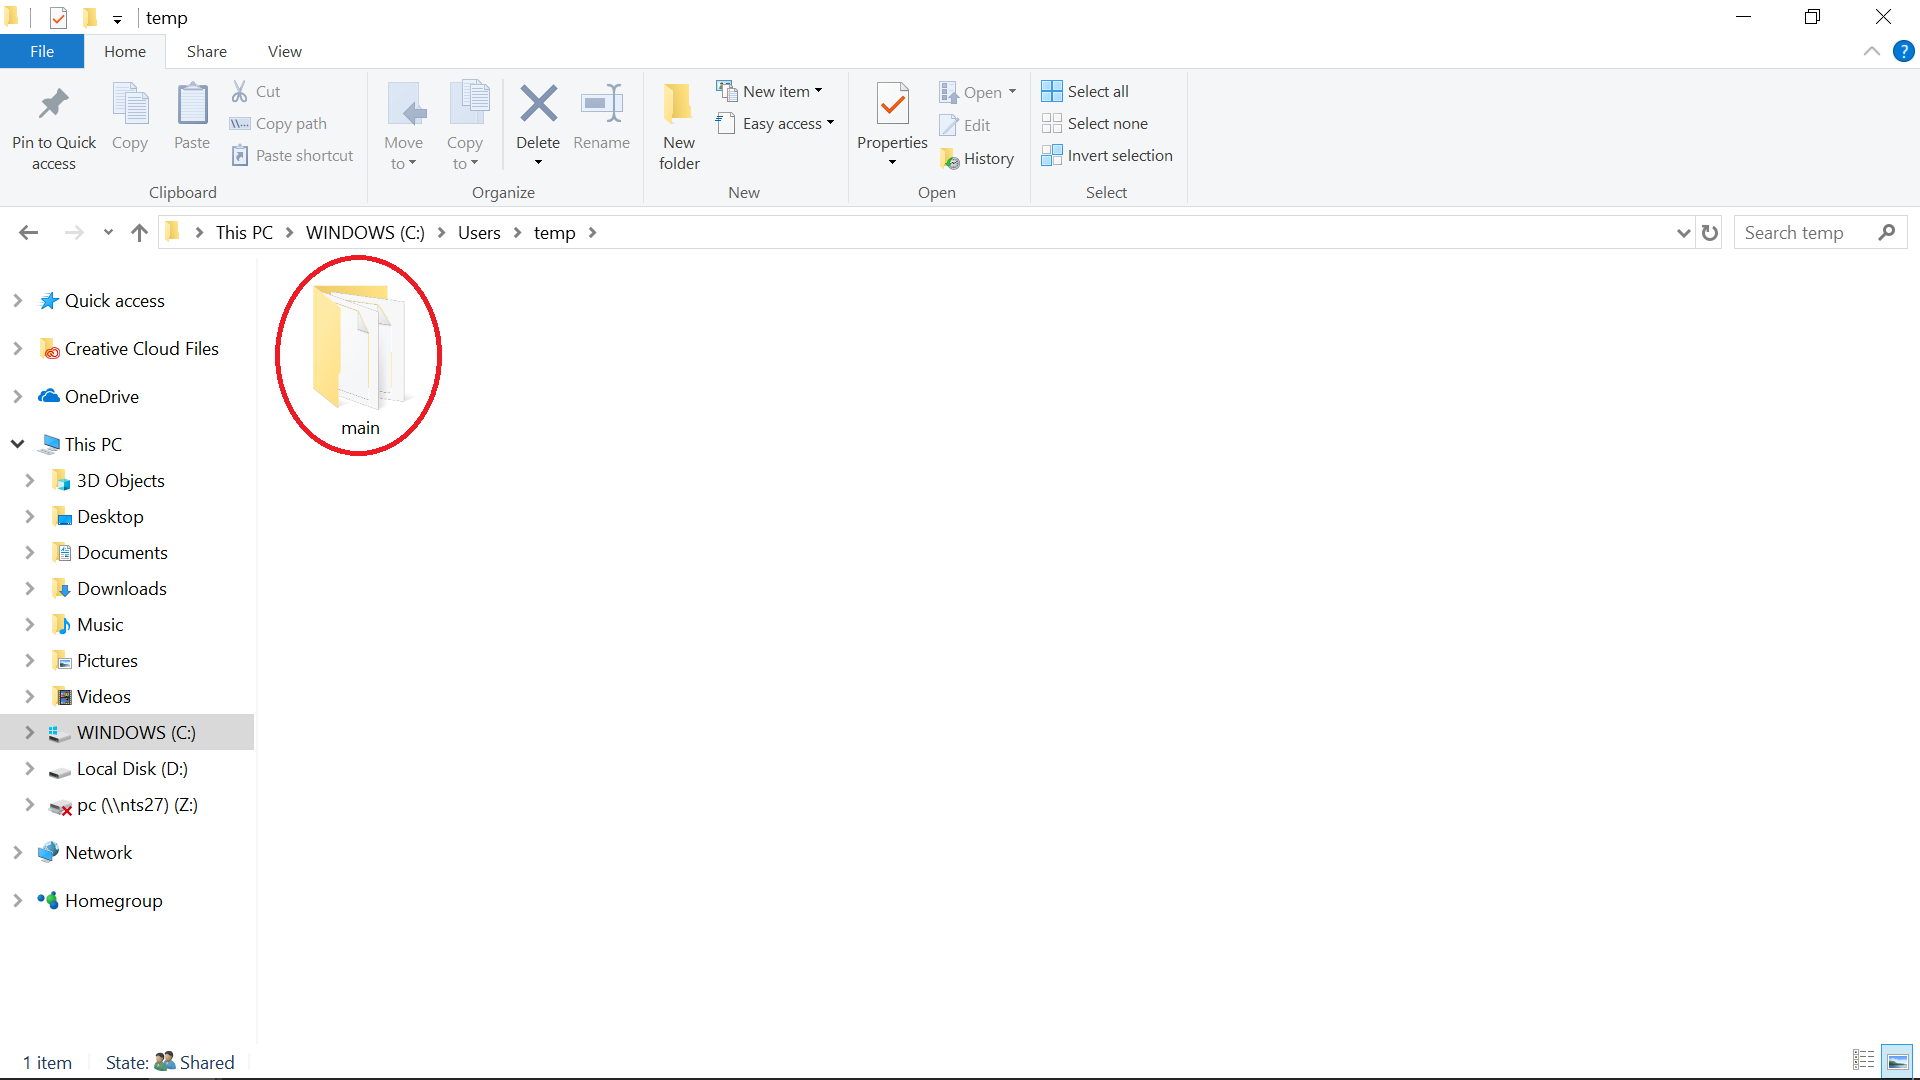 temp
File Home Share View
?
Pin to Quick access
Copy
Paste
Cut
Copy path
Paste shortcut
Clipboard
Move to
Copy to
Delete
Rename
Organize
New folder
New item
Easy access
New
Properties
Open
Edit
History
Open
Select all
Select none
Invert selection
Select
This PC WINDOWS (C:) Users temp
Search temp
Quick access
Creative Cloud Files
OneDrive
This PC
3D Objects
Desktop
Documents
Downloads
Music
Pictures
Videos
WINDOWS (C:)
Local Disk (D:)
pc (\\nts27) (Z:)
Network
Homegroup
main
1 item State: Shared